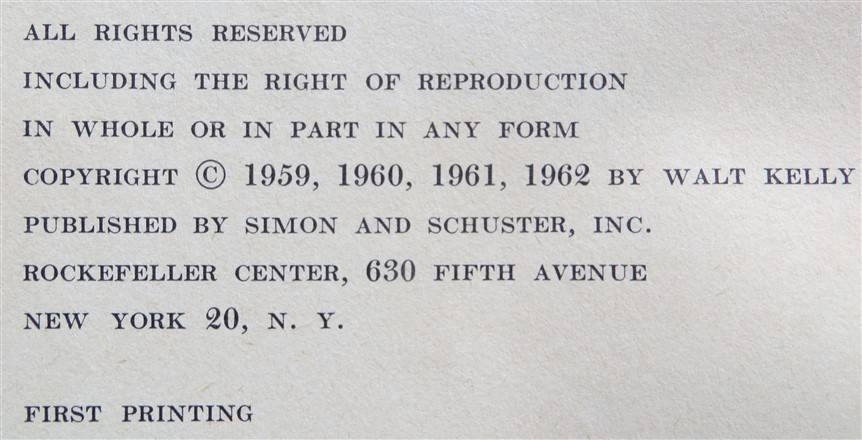 ALL RIGHTS RESERVED
INCLUDING THE RIGHT OF REPRODUCTION
IN WHOLE OR IN PART IN ANY FORM
COPYRIGHT © 1959, 1960, 1961, 1962 BY WALT KELLY
PUBLISHED BY SIMON AND SCHUSTER, INC.
ROCKEFELLER CENTER, 630 FIFTH AVENUE
NEW YORK 20, N. Y.
FIRST PRINTING